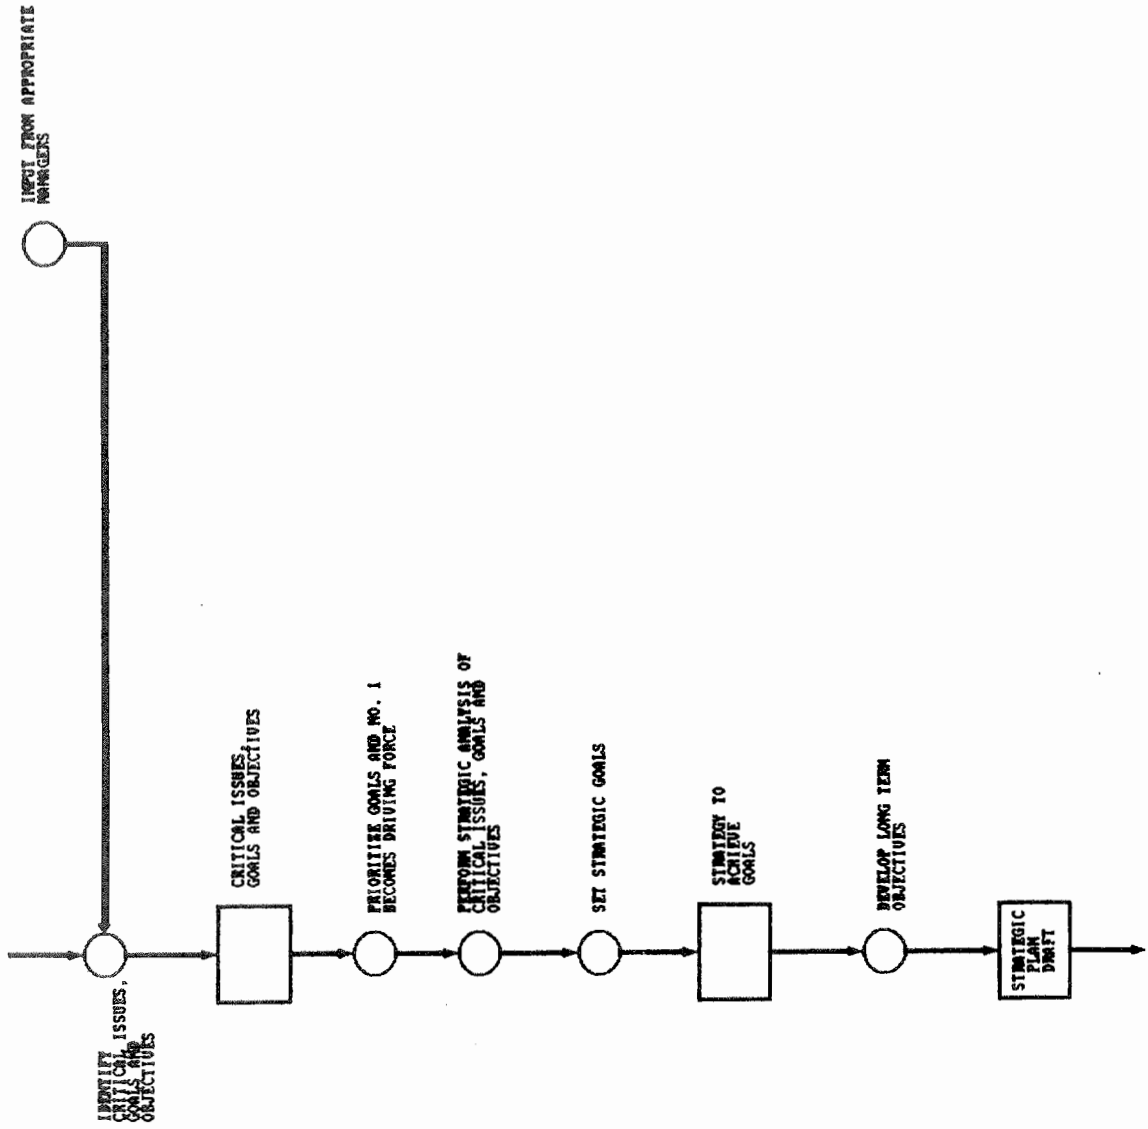 INPUT FROM APPROPRIATE
MANAGERS
IDENTIFY
CRITICAL ISSUES,
GOALS AND
OBJECTIVES
CRITICAL ISSUES,
GOALS AND OBJECTIVES
PRIORITIZE GOALS AND NO. 1
BECOMES DRIVING FORCE
PERFORM STRATEGIC ANALYSIS OF
CRITICAL ISSUES, GOALS AND
OBJECTIVES
SET STRATEGIC GOALS
STRATEGY TO
ACHIEVE
GOALS
DEVELOP LONG TERM
OBJECTIVES
STRATEGIC
PLAN
DRAFT